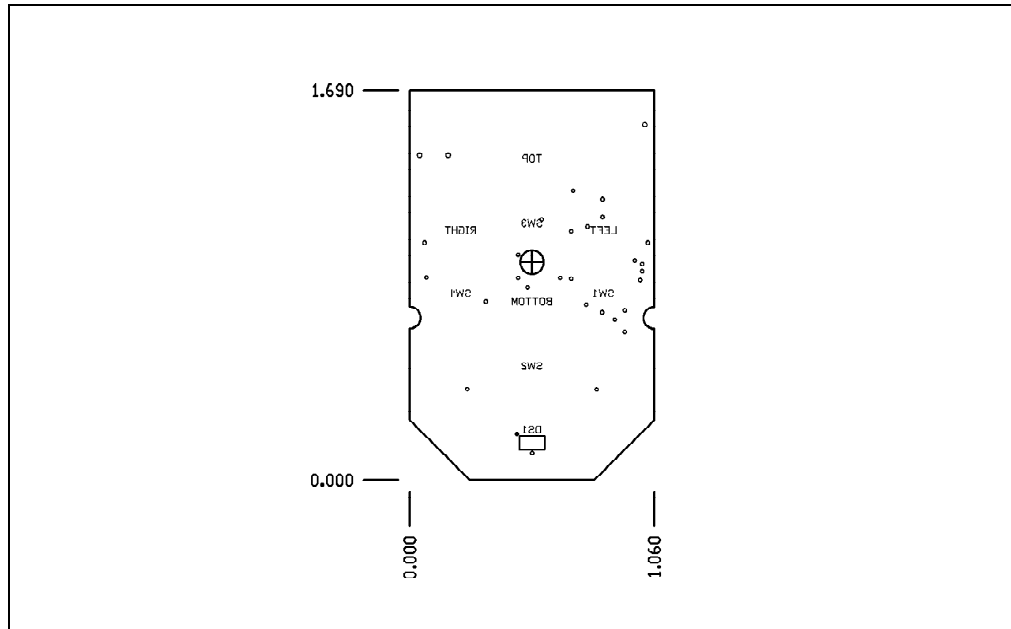 1.690
TOP
SW3
RIGHT
LEFT
SW4
SW1
BOTTOM
SW2
DS1
0.000
0.000
1.060